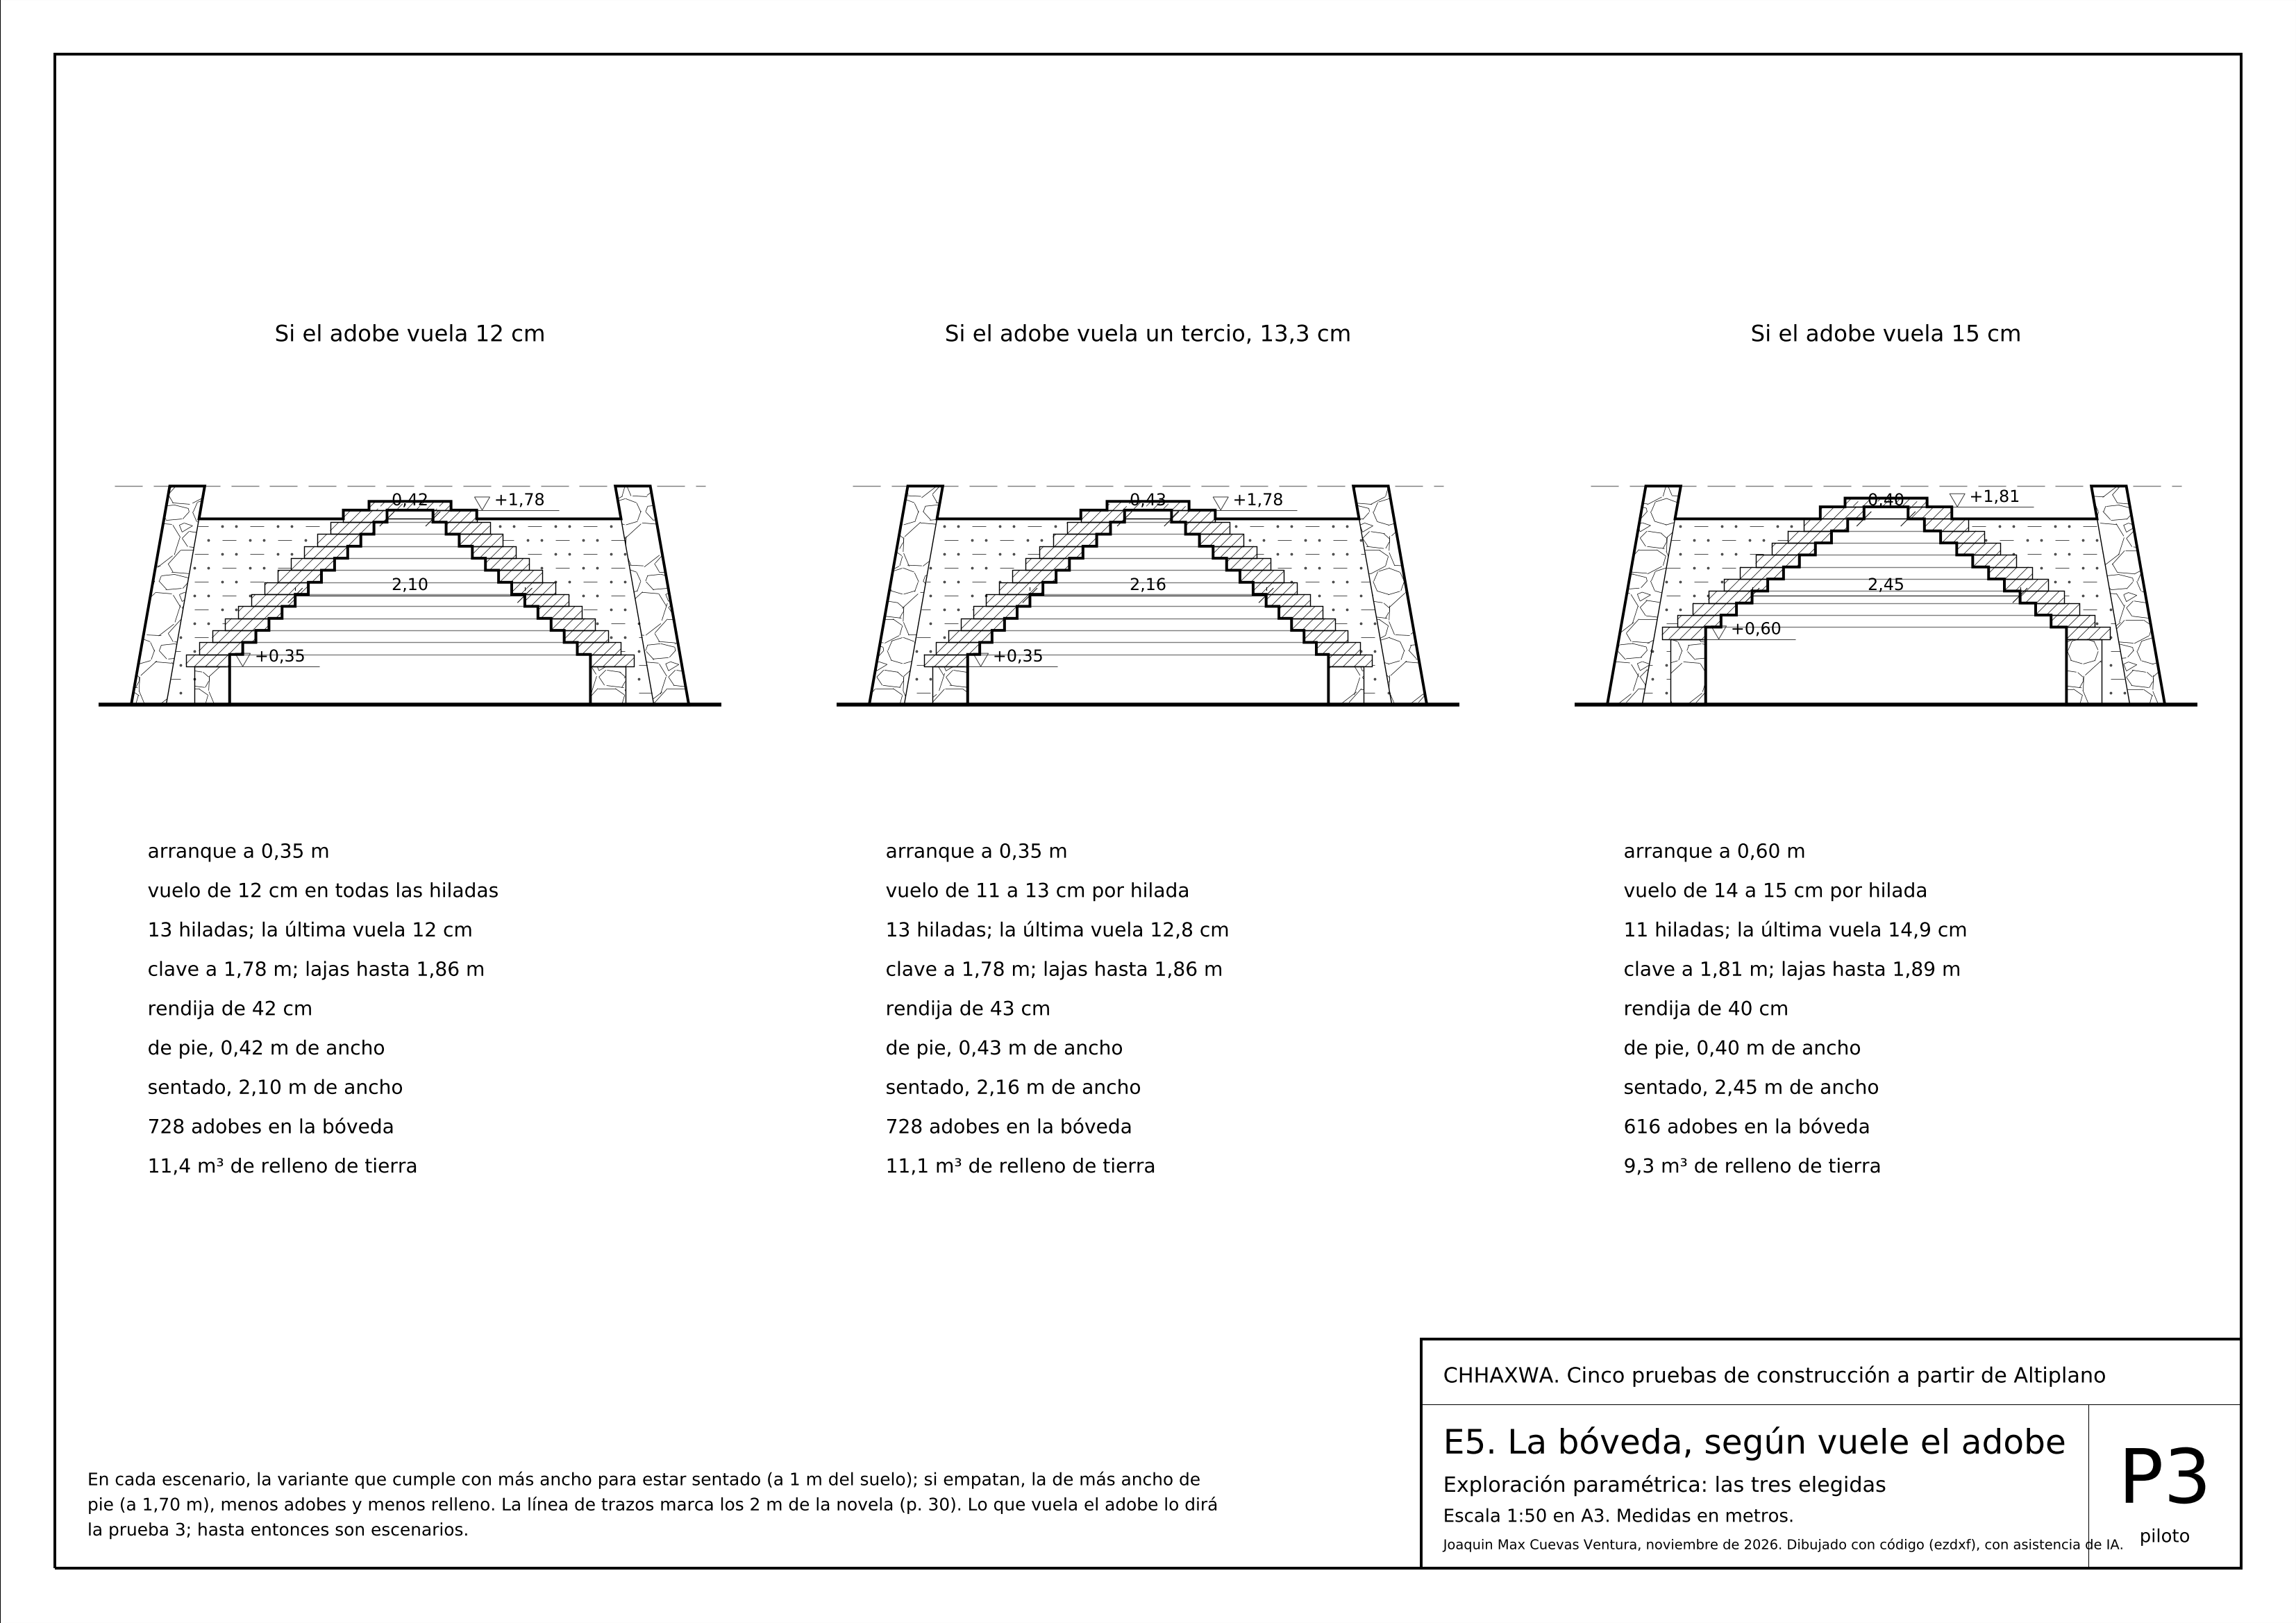 Si el adobe vuela 12 cm
0,42
+1,78
2,10
+0,35
arranque a 0,35 m
vuelo de 12 cm en todas las hiladas
13 hiladas; la última vuela 12 cm
clave a 1,78 m; lajas hasta 1,86 m
rendija de 42 cm
de pie, 0,42 m de ancho
sentado, 2,10 m de ancho
728 adobes en la bóveda
11,4 m³ de relleno de tierra
Si el adobe vuela un tercio, 13,3 cm
0,43
+1,78
2,16
+0,35
arranque a 0,35 m
vuelo de 11 a 13 cm por hilada
13 hiladas; la última vuela 12,8 cm
clave a 1,78 m; lajas hasta 1,86 m
rendija de 43 cm
de pie, 0,43 m de ancho
sentado, 2,16 m de ancho
728 adobes en la bóveda
11,1 m³ de relleno de tierra
Si el adobe vuela 15 cm
0,40
+1,81
2,45
+0,60
arranque a 0,60 m
vuelo de 14 a 15 cm por hilada
11 hiladas; la última vuela 14,9 cm
clave a 1,81 m; lajas hasta 1,89 m
rendija de 40 cm
de pie, 0,40 m de ancho
sentado, 2,45 m de ancho
616 adobes en la bóveda
9,3 m³ de relleno de tierra
En cada escenario, la variante que cumple con más ancho para estar sentado (a 1 m del suelo); si empatan, la de más ancho de
pie (a 1,70 m), menos adobes y menos relleno. La línea de trazos marca los 2 m de la novela (p. 30). Lo que vuela el adobe lo dirá
la prueba 3; hasta entonces son escenarios.
CHHAXWA. Cinco pruebas de construcción a partir de Altiplano
E5. La bóveda, según vuele el adobe
Exploración paramétrica: las tres elegidas
Escala 1:50 en A3. Medidas en metros.
Joaquin Max Cuevas Ventura, noviembre de 2026. Dibujado con código (ezdxf), con asistencia de IA.
P3
piloto